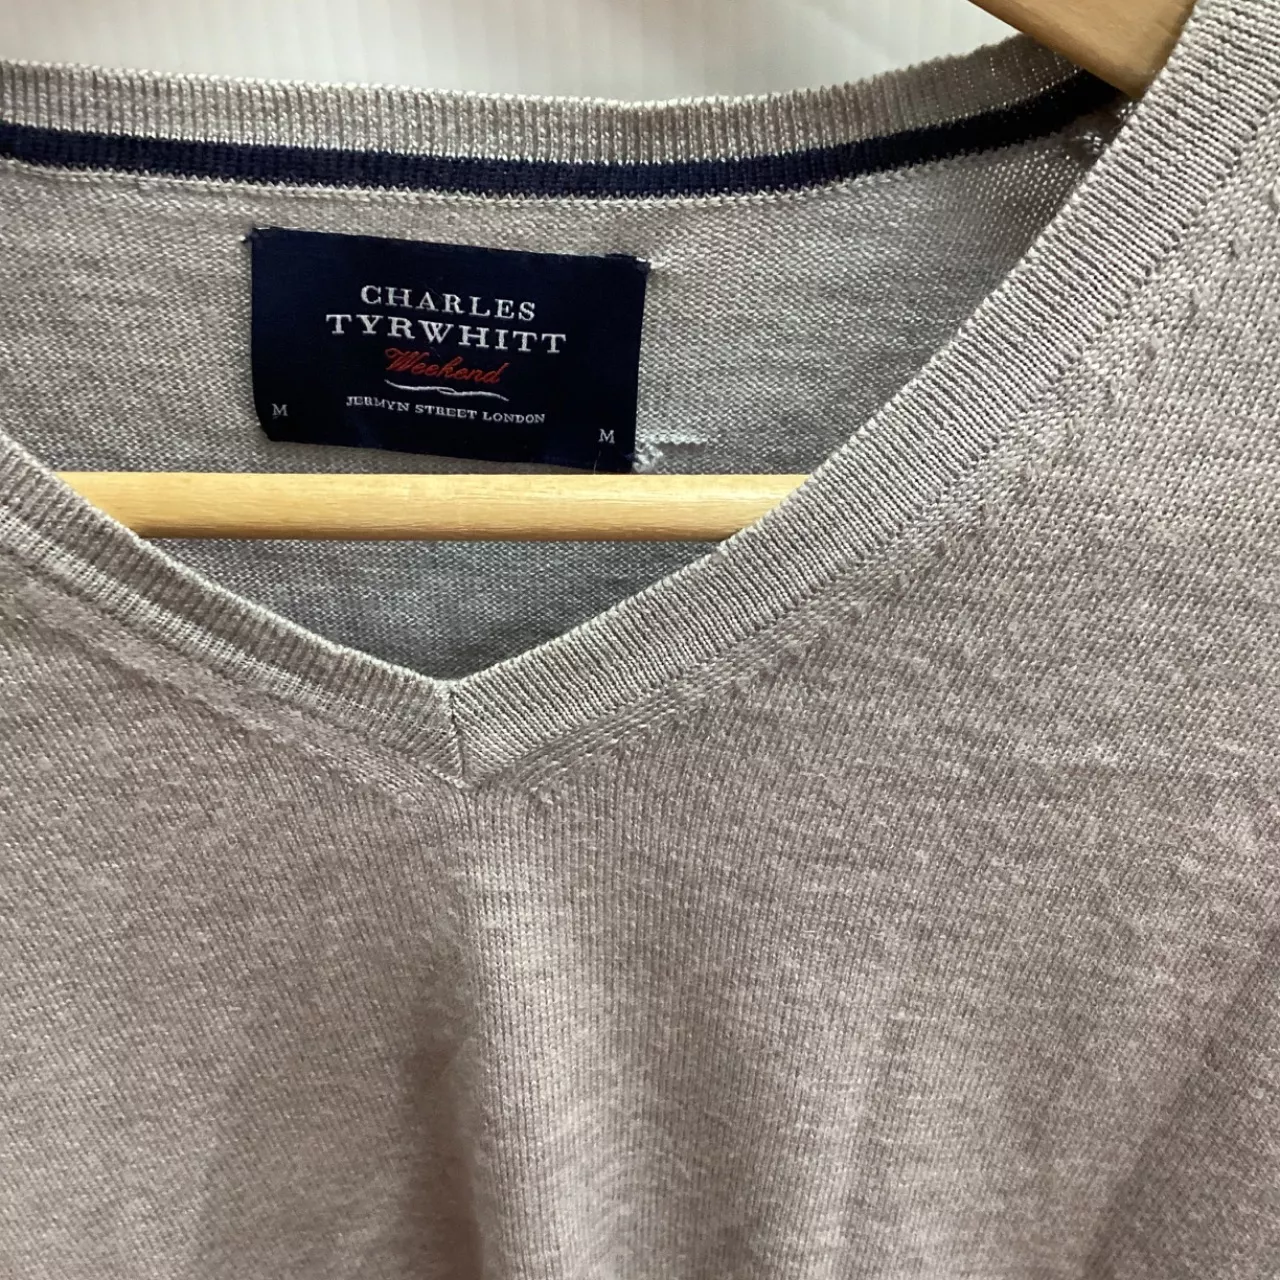 CHARLES
TYRWHITT
Weekend
JERMYN STREET LONDON
M
M